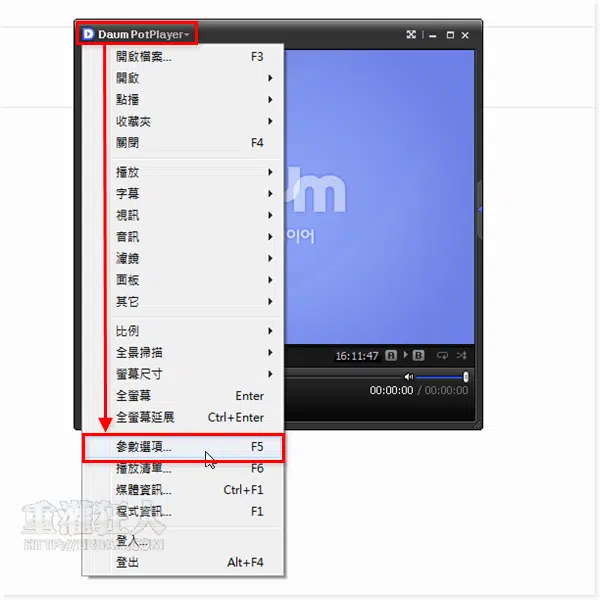 Daum PotPlayer
開啟檔案... F3
開啟
點播
收藏夾
關閉 F4
播放
字幕
視訊
音訊
濾鏡
面板
其它
比例
全景掃描
螢幕尺寸
全螢幕 Enter
全螢幕延展 Ctrl+Enter
參數選項... F5
播放清單... F6
媒體資訊... Ctrl+F1
程式資訊... F1
登入...
登出 Alt+F4
이어
16:11:47 A B
00:00:00 / 00:00:00
重灌狂人